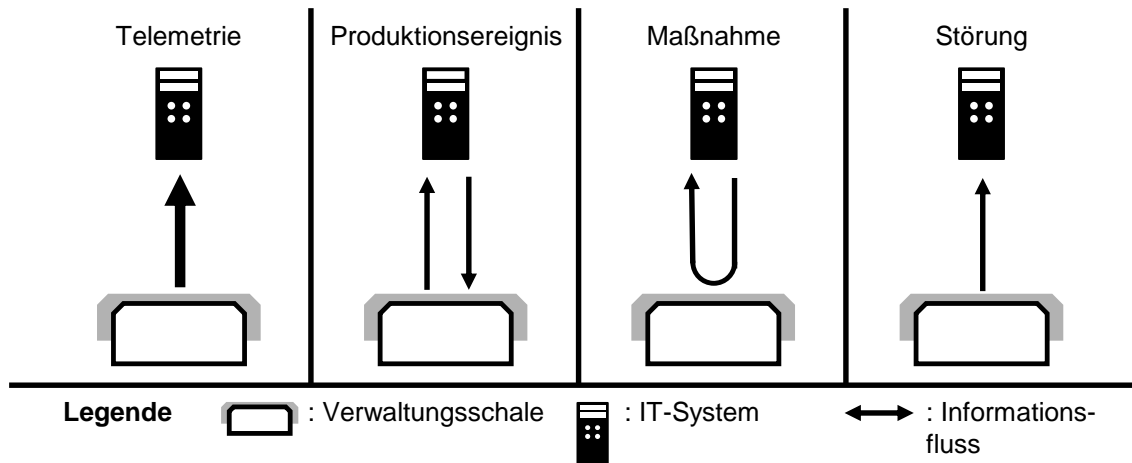 Telemetrie
Produktionsereignis
Maßnahme
Störung
Legende
: Verwaltungsschale
: IT-System
: Informations-
fluss